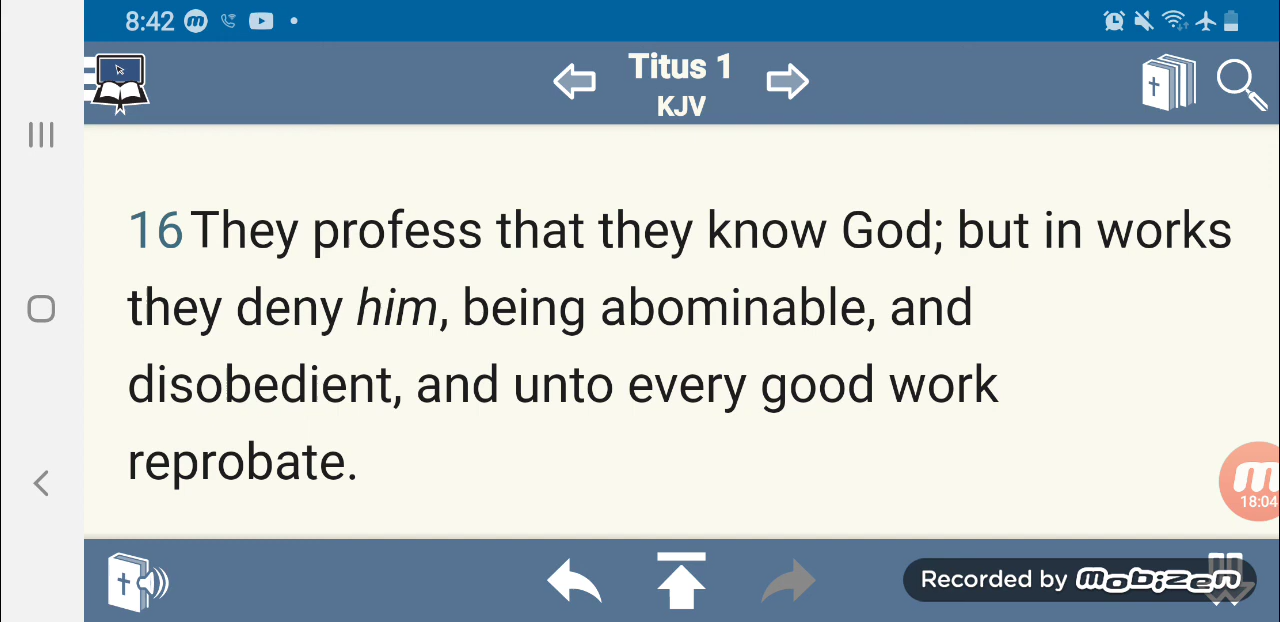 8:42
Titus 1
KJV
16 They profess that they know God; but in works
they deny him, being abominable, and
disobedient, and unto every good work
reprobate.
m
18:04
Recorded by mobizen